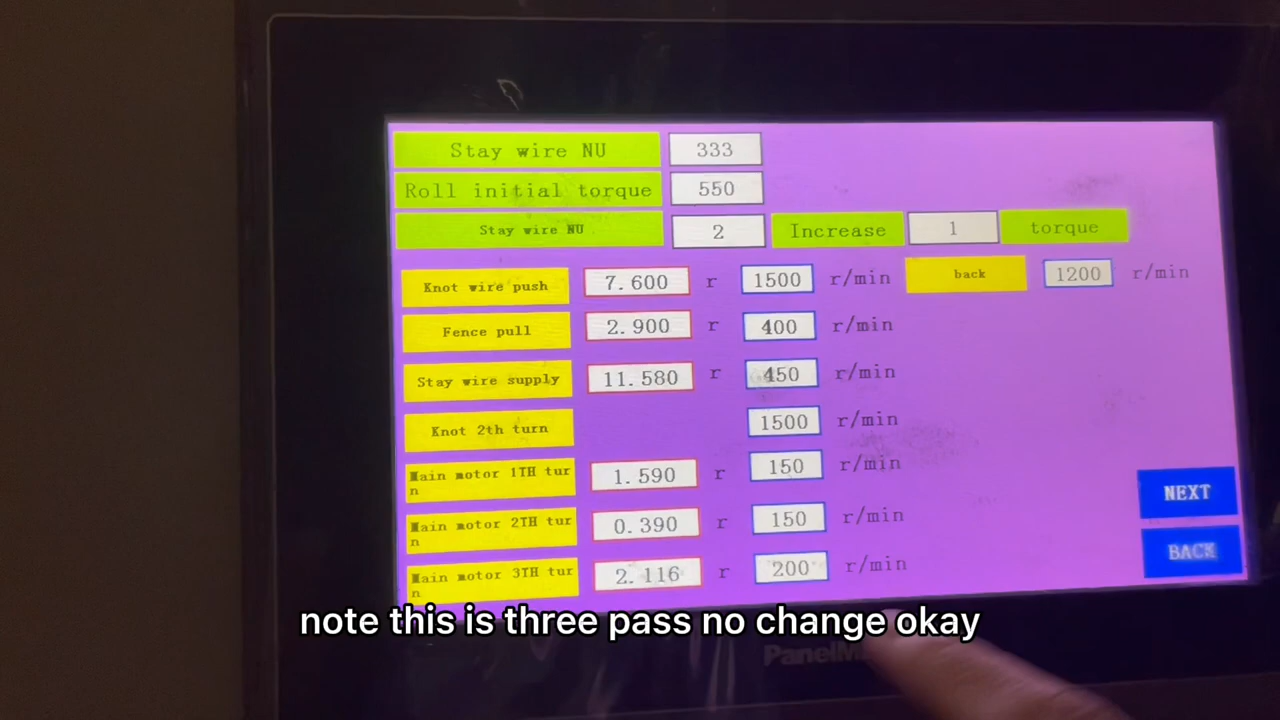 Stay wire NU 333
Roll initial torque 550
Stay wire NU 2 Increase 1 torque
Knot wire push 7.600 r 1500 r/min back 1200 r/min
Fence pull 2.900 r 400 r/min
Stay wire supply 11.580 r 450 r/min
Knot 2th turn 1500 r/min
Main motor 1TH tur
n 1.590 r 150 r/min
Main motor 2TH tur
n 0.390 r 150 r/min
Main motor 3TH tur
n 2.116 r 200 r/min
NEXT
BACK
note this is three pass no change okay